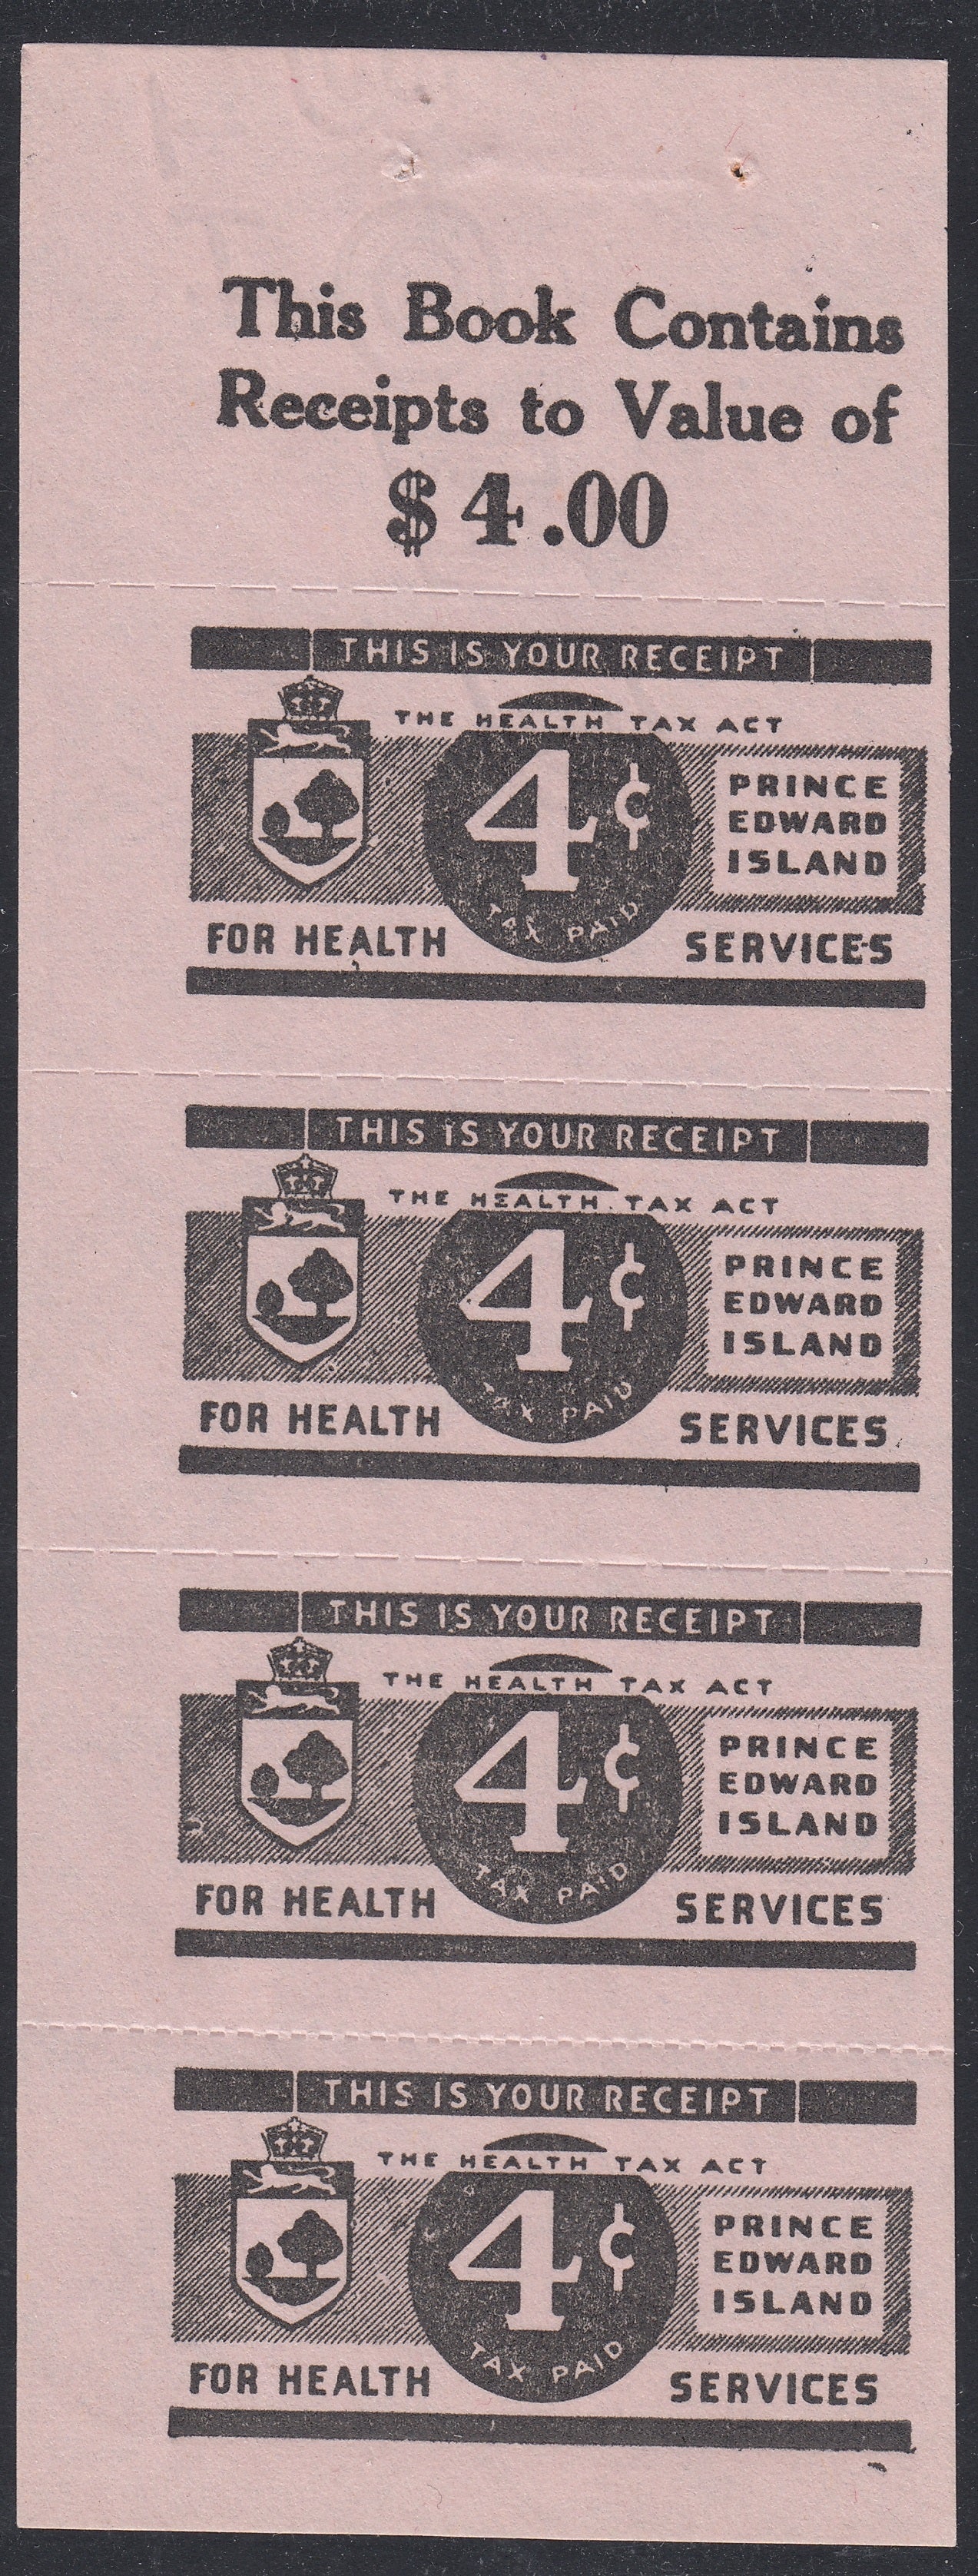 This Book Contains
Receipts to Value of
$4.00
THIS IS YOUR RECEIPT
THE HEALTH TAX ACT
4¢
PRINCE
EDWARD
ISLAND
TAX PAID
FOR HEALTH SERVICES
THIS IS YOUR RECEIPT
THE HEALTH TAX ACT
4¢
PRINCE
EDWARD
ISLAND
TAX PAID
FOR HEALTH SERVICES
THIS IS YOUR RECEIPT
THE HEALTH TAX ACT
4¢
PRINCE
EDWARD
ISLAND
TAX PAID
FOR HEALTH SERVICES
THIS IS YOUR RECEIPT
THE HEALTH TAX ACT
4¢
PRINCE
EDWARD
ISLAND
TAX PAID
FOR HEALTH SERVICES